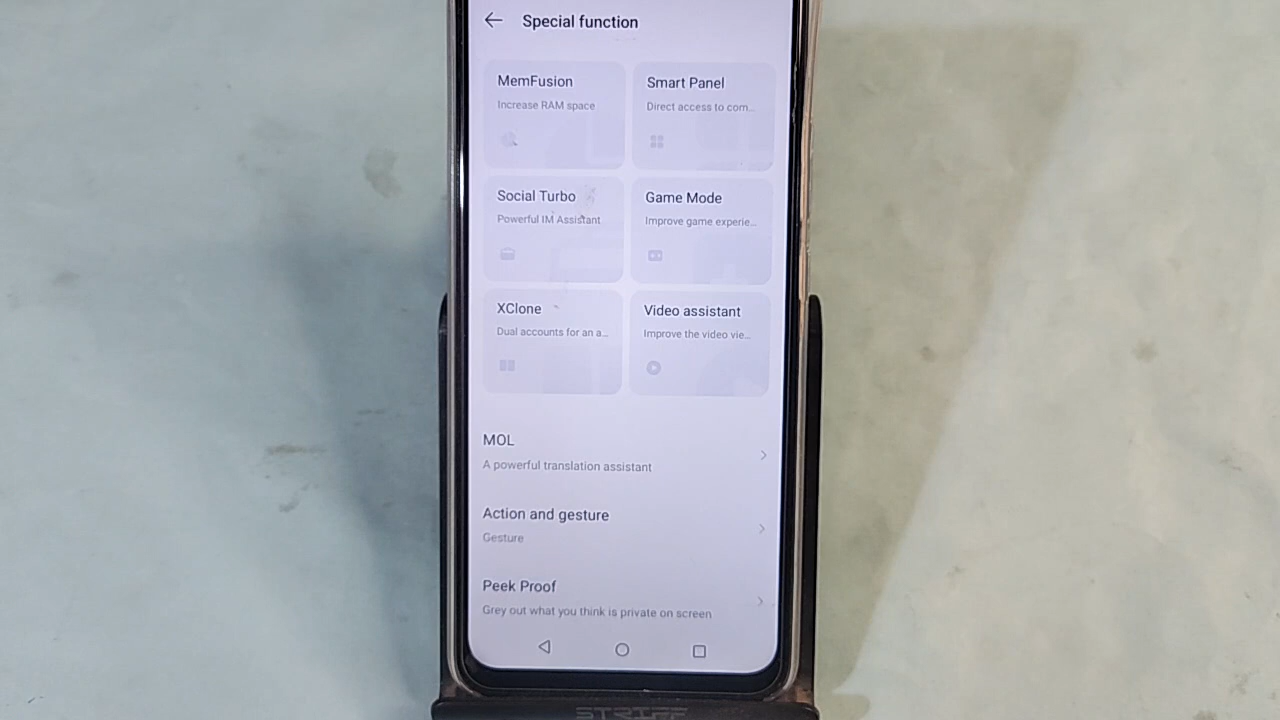 Special function
MemFusion
Increase RAM space
Smart Panel
Direct access to com...
Social Turbo
Powerful IM Assistant
Game Mode
Improve game experie...
XClone
Dual accounts for an a...
Video assistant
Improve the video vie...
MOL
A powerful translation assistant
Action and gesture
Gesture
Peek Proof
Grey out what you think is private on screen
STRIFF